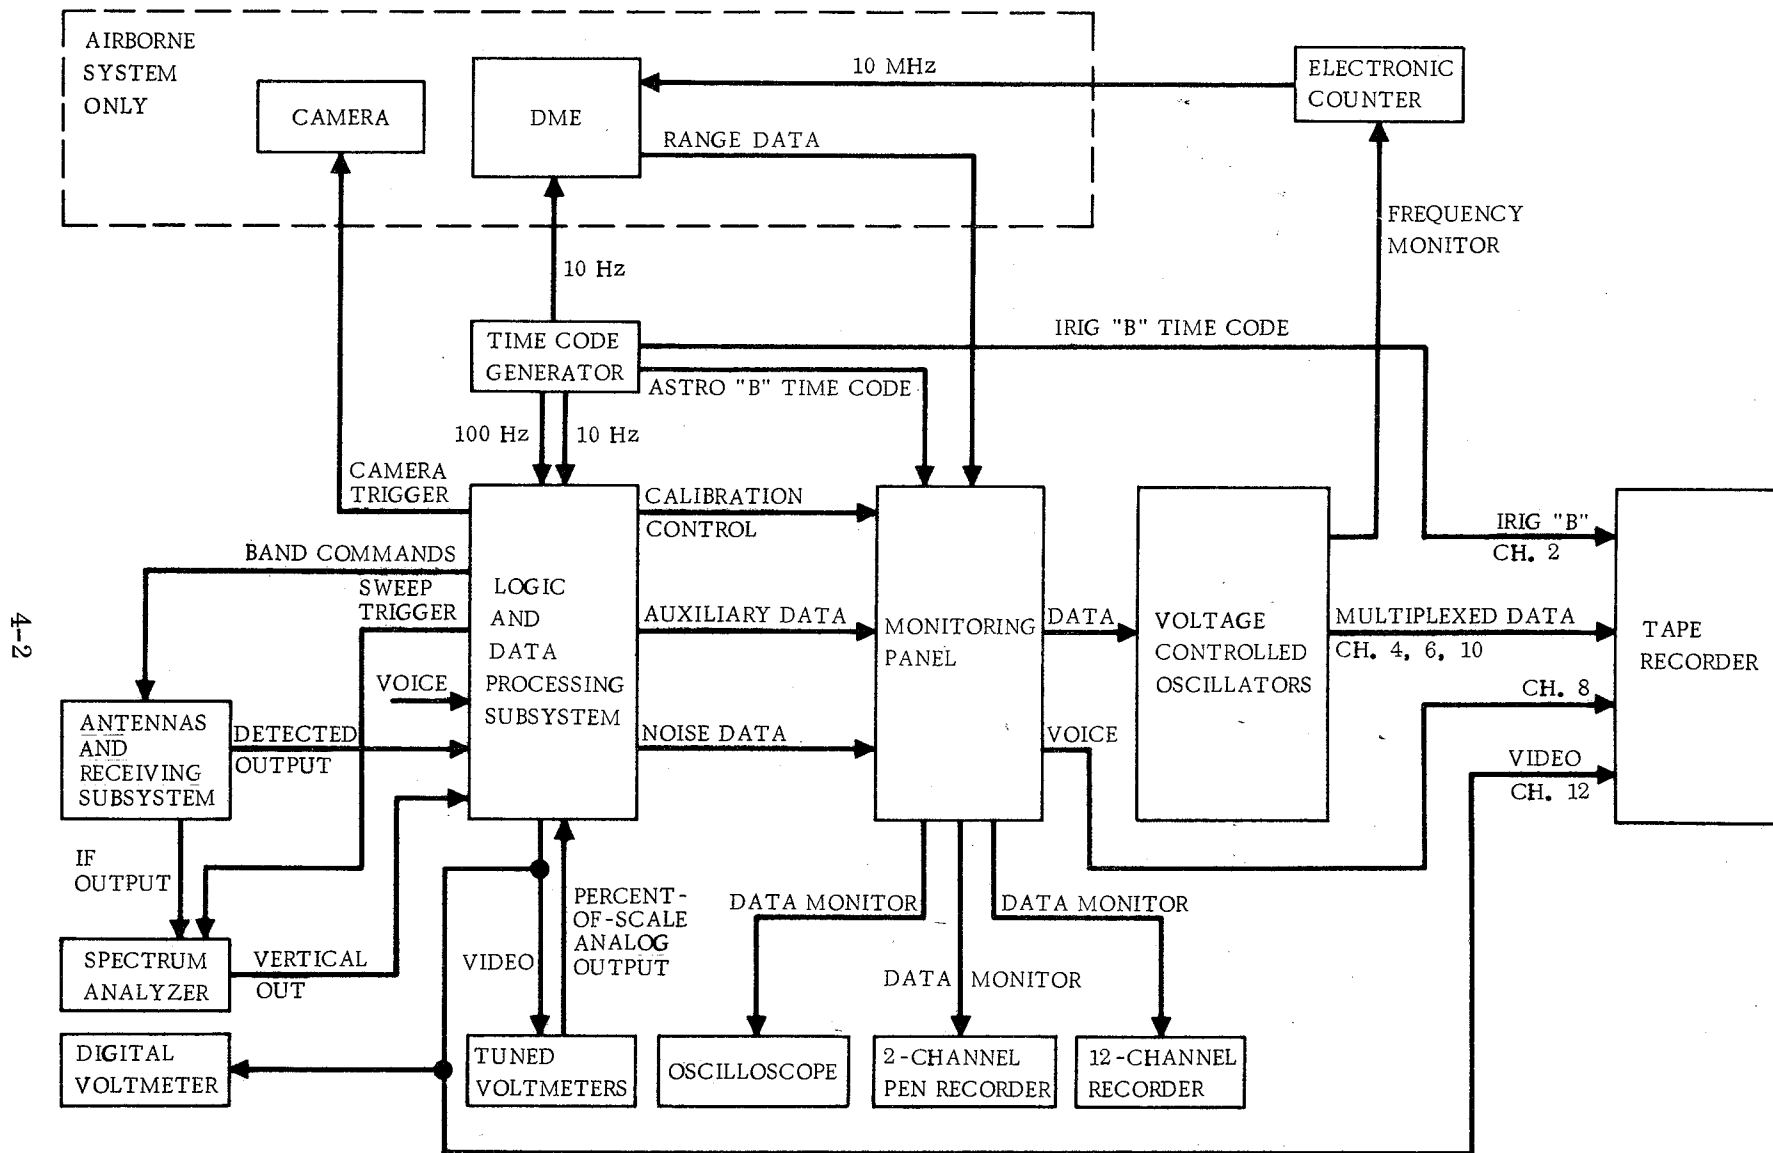 AIRBORNE
SYSTEM
ONLY
CAMERA
DME
10 MHz
RANGE DATA
ELECTRONIC
COUNTER
FREQUENCY
MONITOR
10 Hz
TIME CODE
GENERATOR
IRIG "B" TIME CODE
ASTRO "B" TIME CODE
100 Hz
10 Hz
CAMERA
TRIGGER
BAND COMMANDS
SWEEP
TRIGGER
VOICE
LOGIC
AND
DATA
PROCESSING
SUBSYSTEM
CALIBRATION
CONTROL
AUXILIARY DATA
NOISE DATA
MONITORING
PANEL
DATA
VOICE
VOLTAGE
CONTROLLED
OSCILLATORS
IRIG "B"
CH. 2
MULTIPLEXED DATA
CH. 4, 6, 10
CH. 8
VIDEO
CH. 12
TAPE
RECORDER
ANTENNAS
AND
RECEIVING
SUBSYSTEM
DETECTED
OUTPUT
IF
OUTPUT
SPECTRUM
ANALYZER
VERTICAL
OUT
DIGITAL
VOLTMETER
VIDEO
PERCENT-
OF-SCALE
ANALOG
OUTPUT
TUNED
VOLTMETERS
DATA MONITOR
DATA MONITOR
DATA MONITOR
OSCILLOSCOPE
2-CHANNEL
PEN RECORDER
12-CHANNEL
RECORDER
4-2